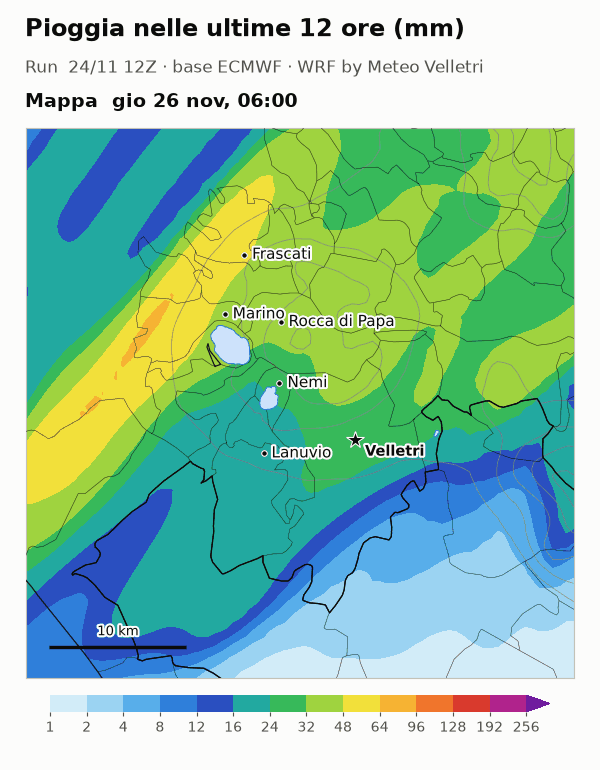 Pioggia nelle ultime 12 ore (mm)
Run 24/11 12Z · base ECMWF · WRF by Meteo Velletri
Mappa gio 26 nov, 06:00
Frascati
Marino
Rocca di Papa
Nemi
Velletri
Lanuvio
10 km
1 2 4 8 12 16 24 32 48 64 96 128 192 256